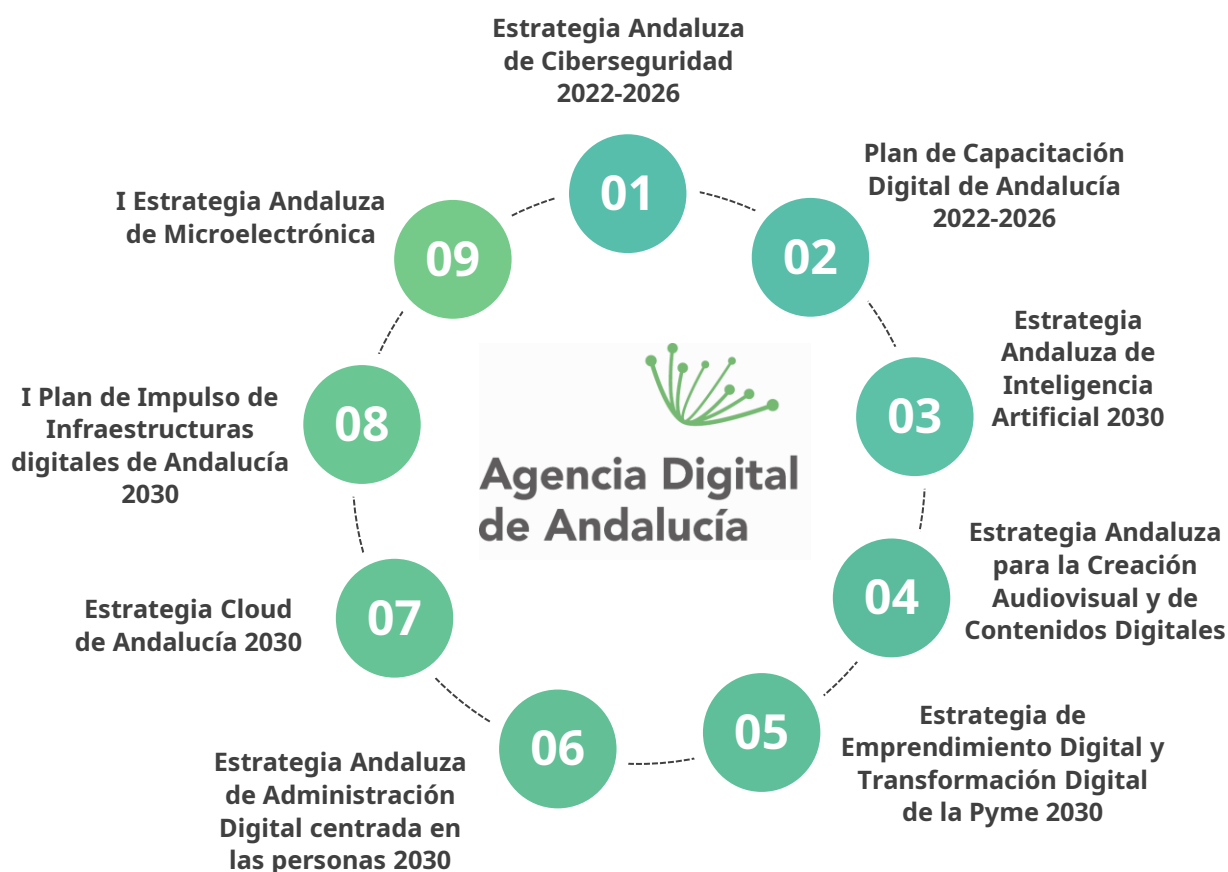 Estrategia Andaluza
de Ciberseguridad
2022-2026
01
Plan de Capacitación
Digital de Andalucía
2022-2026
02
Estrategia
Andaluza de
Inteligencia
Artificial 2030
03
Estrategia Andaluza
para la Creación
Audiovisual y de
Contenidos Digitales
04
Estrategia de
Emprendimiento Digital y
Transformación Digital
de la Pyme 2030
05
Estrategia Andaluza
de Administración
Digital centrada en
las personas 2030
06
Estrategia Cloud
de Andalucía 2030
07
I Plan de Impulso de
Infraestructuras
digitales de Andalucía
2030
08
I Estrategia Andaluza
de Microelectrónica
09
Agencia Digital
de Andalucía